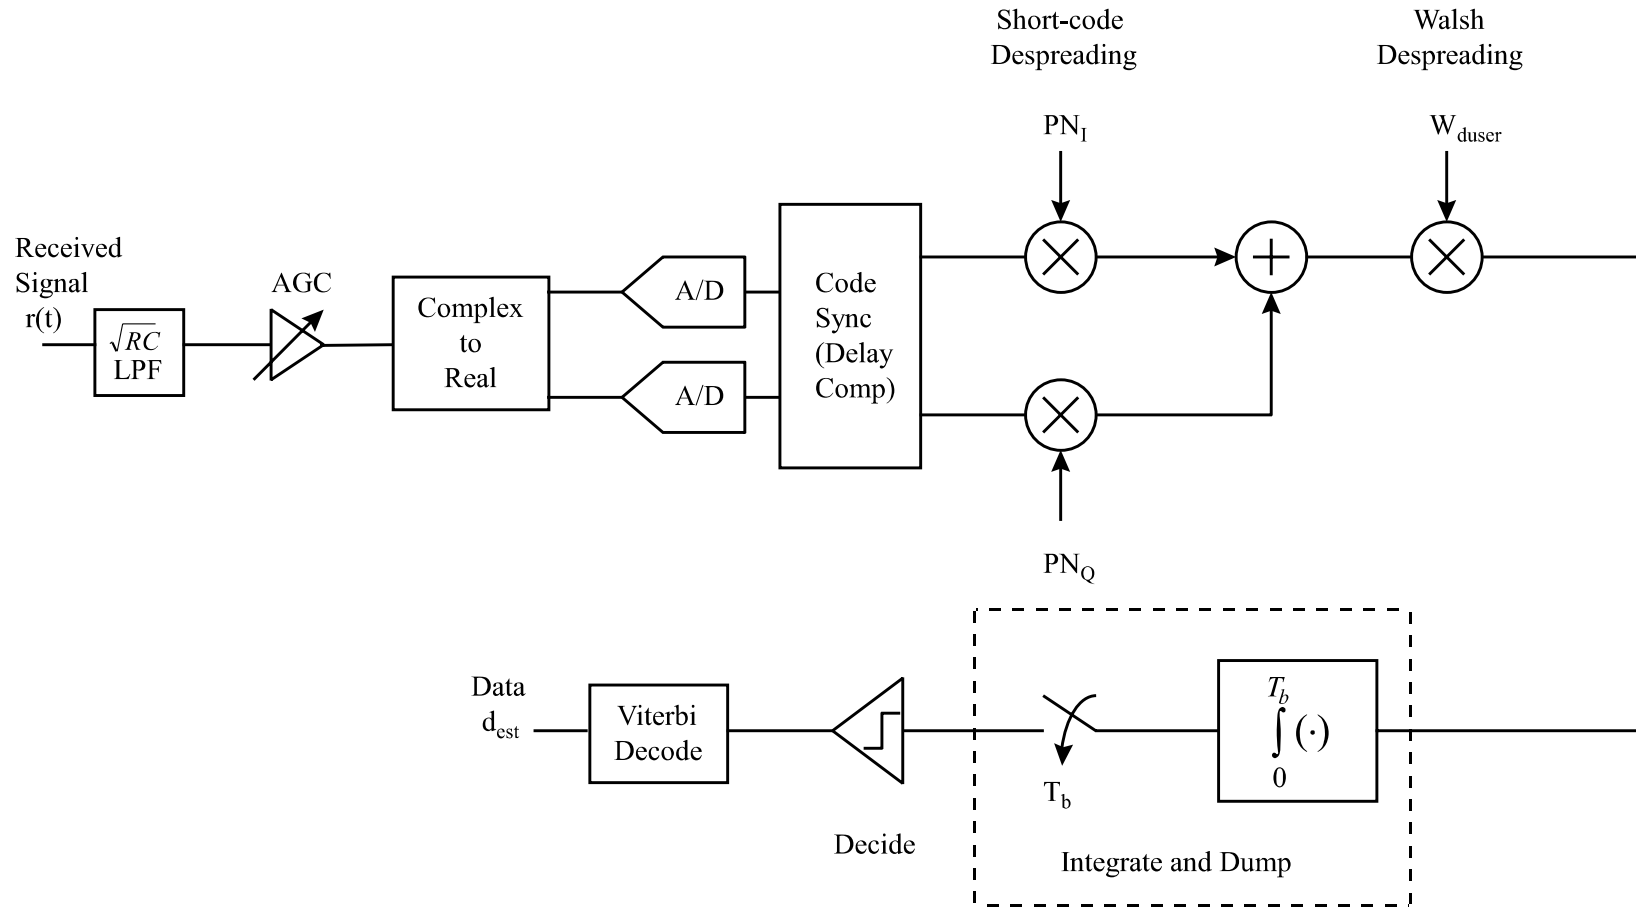 Short-code
Despreading
Walsh
Despreading
PN_I
W_duser
Received
Signal
r(t)
√RC
LPF
AGC
Complex
to
Real
A/D
A/D
Code
Sync
(Delay
Comp)
PN_Q
Data
d_est
Viterbi
Decode
Decide
T_b
T_b
∫(·)
0
Integrate and Dump